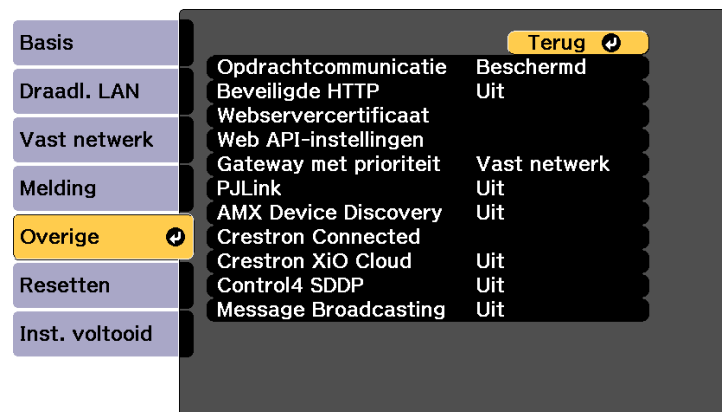 Basis
Draadl. LAN
Vast netwerk
Melding
Overige
Resetten
Inst. voltooid
Terug
Opdrachtcommunicatie Beschermd
Beveiligde HTTP Uit
Webservercertificaat
Web API-instellingen
Gateway met prioriteit Vast netwerk
PJLink Uit
AMX Device Discovery Uit
Crestron Connected
Crestron XiO Cloud Uit
Control4 SDDP Uit
Message Broadcasting Uit